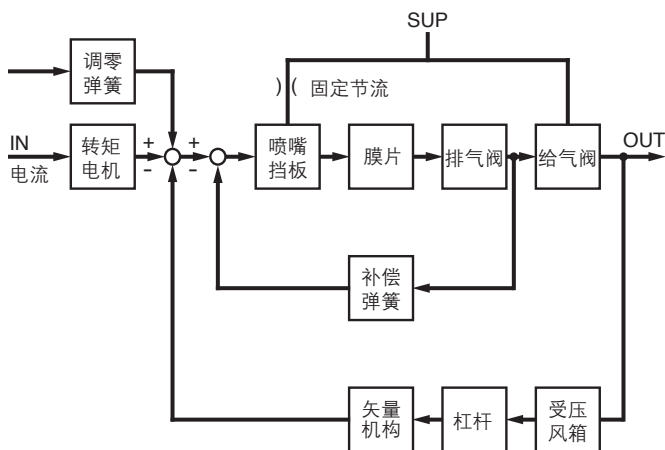 SUP
调零
弹簧
固定节流
IN
电流
转矩
电机
+
-
+
-
喷嘴
挡板
膜片
排气阀
给气阀
OUT
补偿
弹簧
矢量
机构
杠杆
受压
风箱